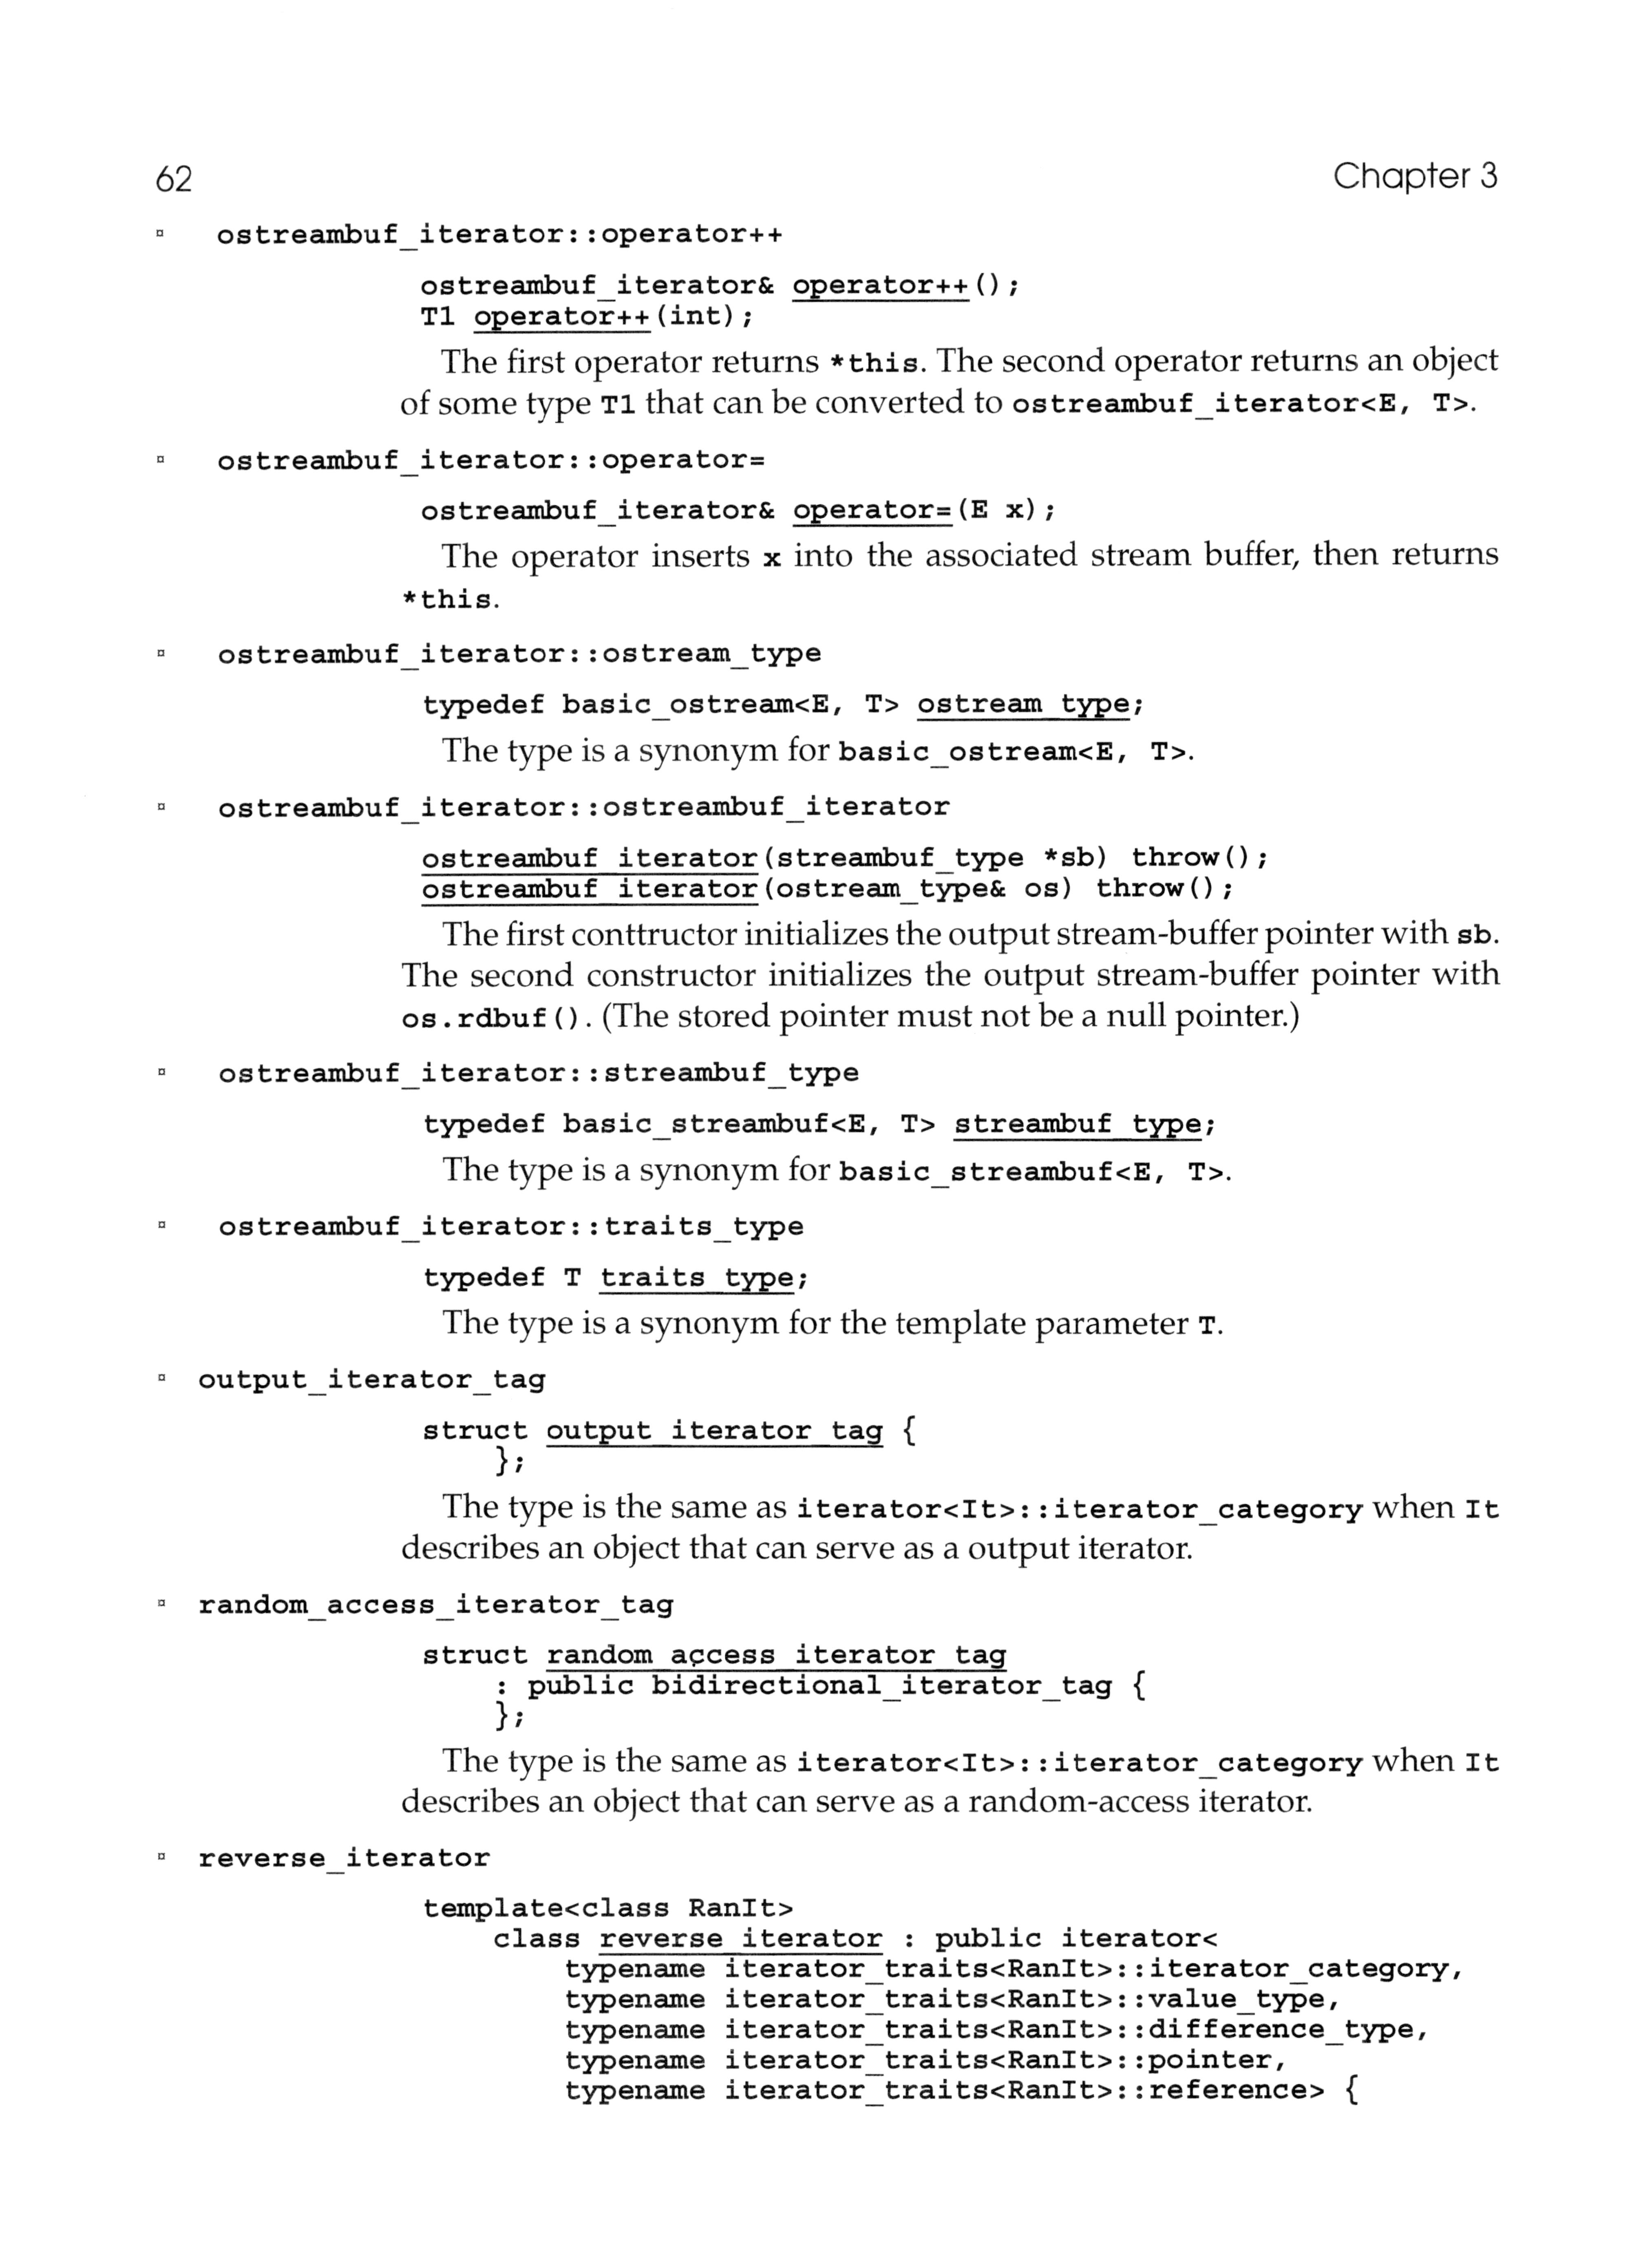 62 Chapter 3
▫ ostreambuf_iterator::operator++
ostreambuf_iterator& operator++();
T1 operator++(int);
The first operator returns *this. The second operator returns an object
of some type T1 that can be converted to ostreambuf_iterator<E, T>.
▫ ostreambuf_iterator::operator=
ostreambuf_iterator& operator=(E x);
The operator inserts x into the associated stream buffer, then returns
*this.
▫ ostreambuf_iterator::ostream_type
typedef basic_ostream<E, T> ostream_type;
The type is a synonym for basic_ostream<E, T>.
▫ ostreambuf_iterator::ostreambuf_iterator
ostreambuf_iterator(streambuf_type *sb) throw();
ostreambuf_iterator(ostream_type& os) throw();
The first conttructor initializes the output stream-buffer pointer with sb.
The second constructor initializes the output stream-buffer pointer with
os.rdbuf(). (The stored pointer must not be a null pointer.)
▫ ostreambuf_iterator::streambuf_type
typedef basic_streambuf<E, T> streambuf_type;
The type is a synonym for basic_streambuf<E, T>.
▫ ostreambuf_iterator::traits_type
typedef T traits_type;
The type is a synonym for the template parameter T.
▫ output_iterator_tag
struct output_iterator_tag {
};
The type is the same as iterator<It>::iterator_category when It
describes an object that can serve as a output iterator.
▫ random_access_iterator_tag
struct random_access_iterator_tag
: public bidirectional_iterator_tag {
};
The type is the same as iterator<It>::iterator_category when It
describes an object that can serve as a random-access iterator.
▫ reverse_iterator
template<class RanIt>
class reverse_iterator : public iterator<
typename iterator_traits<RanIt>::iterator_category,
typename iterator_traits<RanIt>::value_type,
typename iterator_traits<RanIt>::difference_type,
typename iterator_traits<RanIt>::pointer,
typename iterator_traits<RanIt>::reference> {